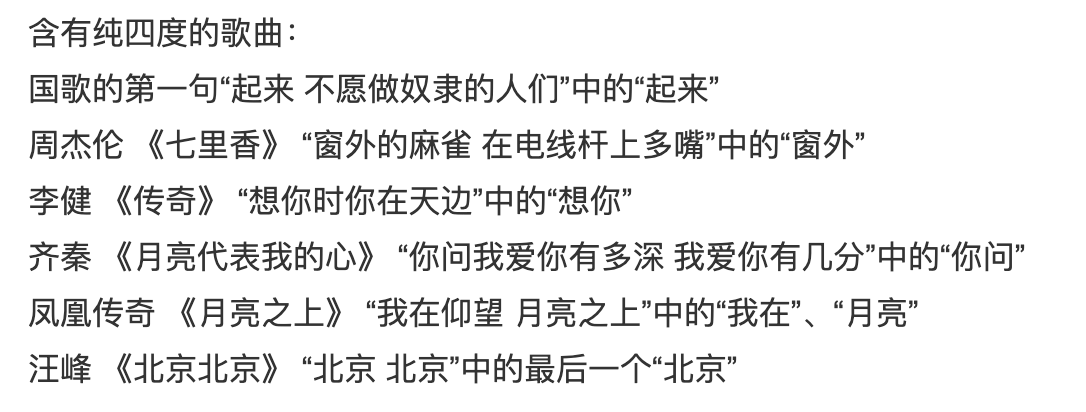 含有纯四度的歌曲：
国歌的第一句“起来 不愿做奴隶的人们”中的“起来”
周杰伦 《七里香》 “窗外的麻雀 在电线杆上多嘴”中的“窗外”
李健 《传奇》 “想你时你在天边”中的“想你”
齐秦 《月亮代表我的心》 “你问我爱你有多深 我爱你有几分”中的“你问”
凤凰传奇 《月亮之上》 “我在仰望 月亮之上”中的“我在”、“月亮”
汪峰 《北京北京》 “北京 北京”中的最后一个“北京”